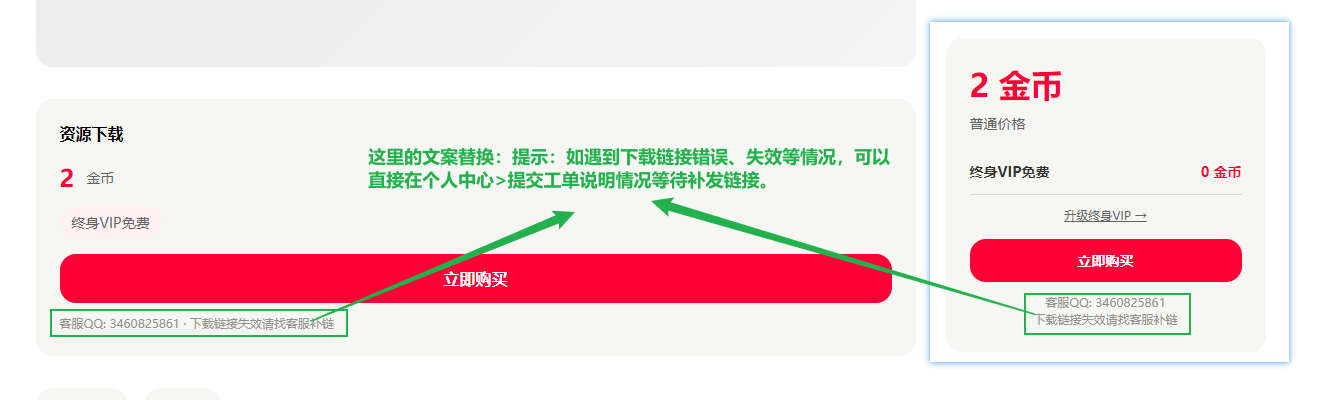 资源下载
2 金币
终身VIP免费
立即购买
客服QQ: 3460825861 · 下载链接失效请找客服补链
这里的文案替换：提示：如遇到下载链接错误、失效等情况，可以
直接在个人中心>提交工单说明情况等待补发链接。
2 金币
普通价格
终身VIP免费 0 金币
升级终身VIP →
立即购买
客服QQ: 3460825861
下载链接失效请找客服补链